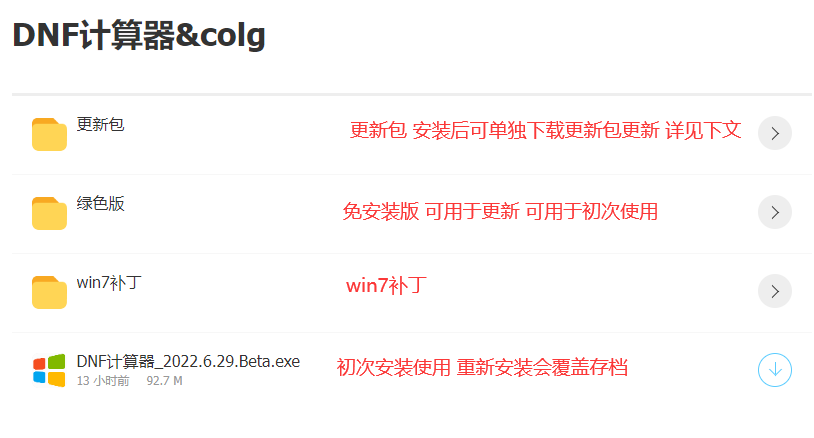 DNF计算器&colg
更新包
更新包 安装后可单独下载更新包更新 详见下文
绿色版
免安装版 可用于更新 可用于初次使用
win7补丁
win7补丁
DNF计算器_2022.6.29.Beta.exe
初次安装使用 重新安装会覆盖存档
13 小时前 92.7 M